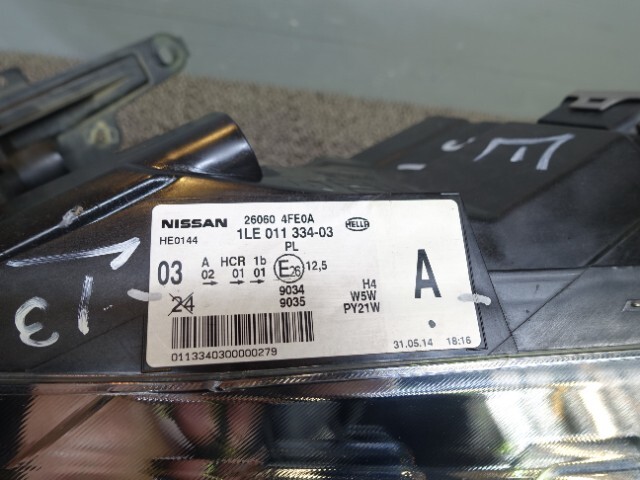 NISSAN 26060 4FE0A HELLA
HE0144 1LE 011 334-03
PL
03 A HCR 1b E26 12,5
02 01 01
24 9034 H4 A
9035 W5W
PY21W
0113340300000279 31.05.14 18:16